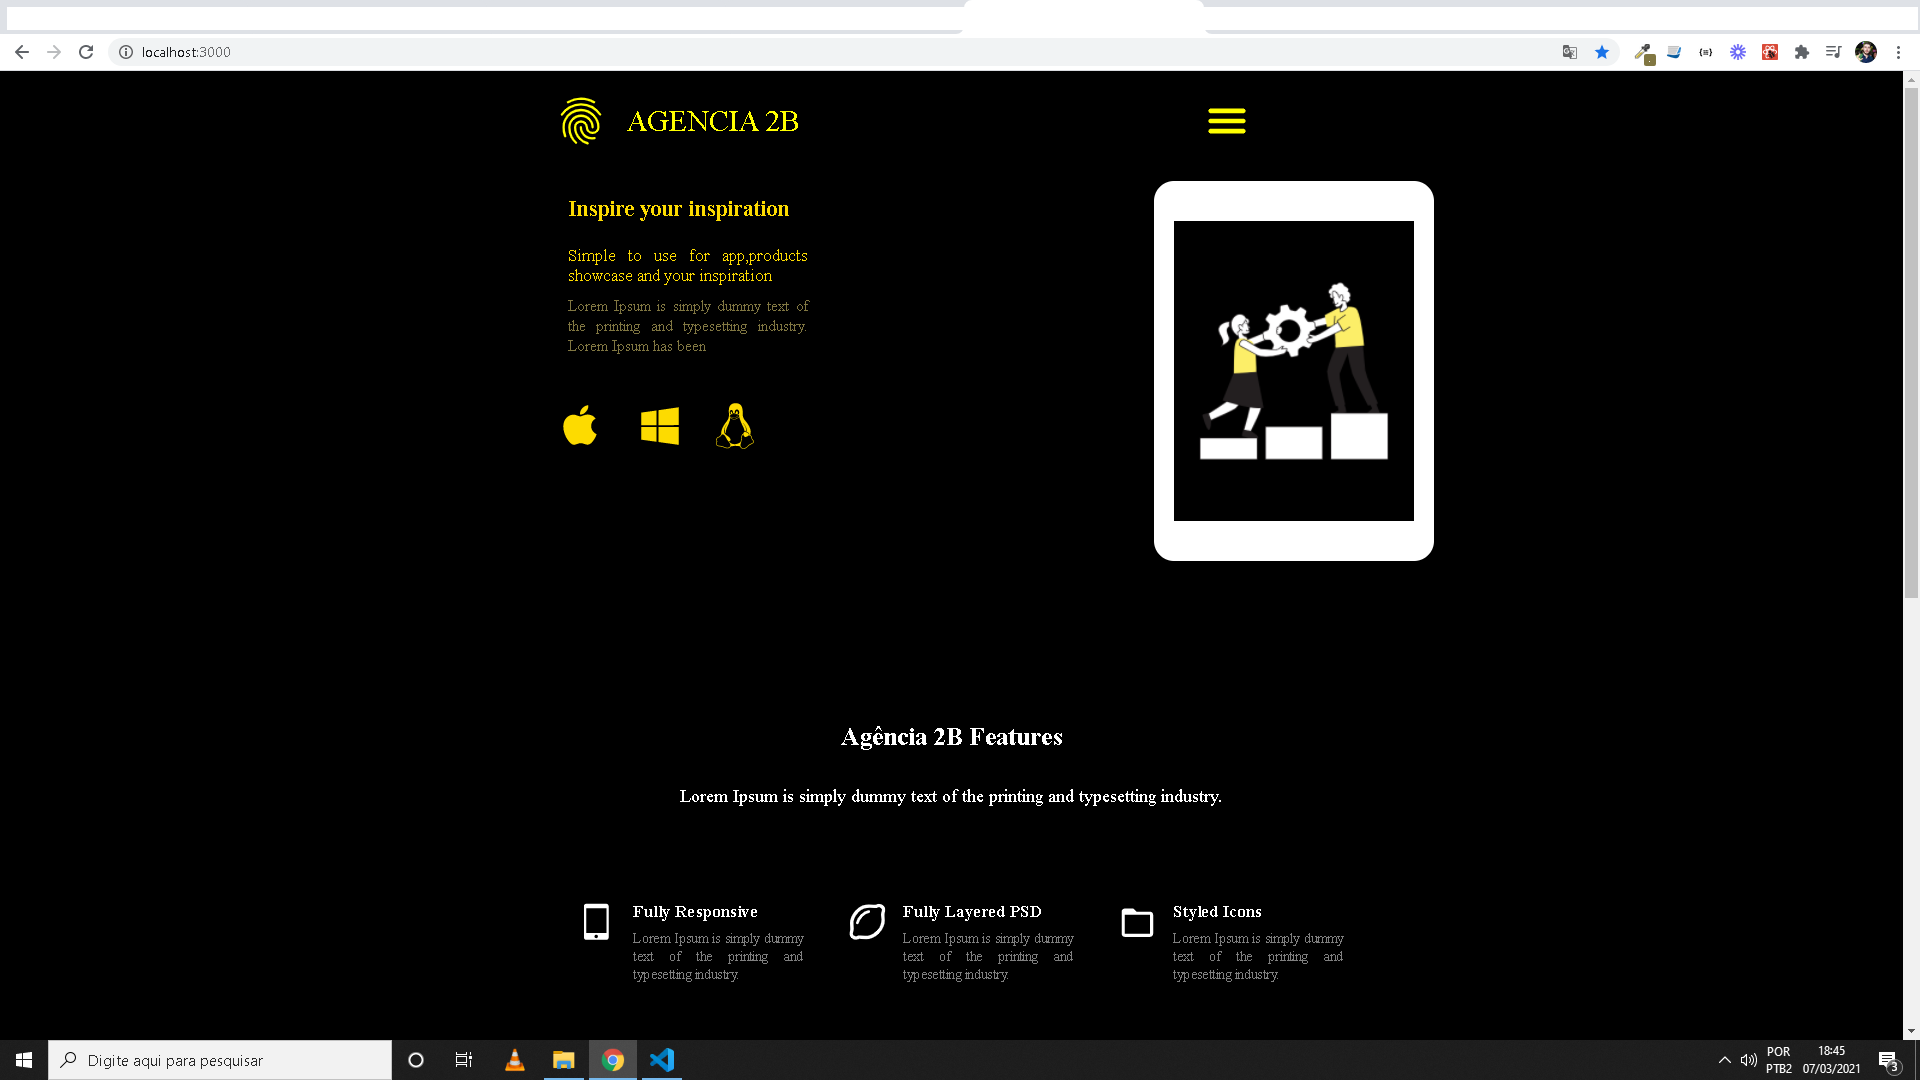 localhost:3000
AGENCIA 2B
Inspire your inspiration
Simple to use for app,products
showcase and your inspiration
Lorem Ipsum is simply dummy text of
the printing and typesetting industry.
Lorem Ipsum has been
Agência 2B Features
Lorem Ipsum is simply dummy text of the printing and typesetting industry.
Fully Responsive
Lorem Ipsum is simply dummy
text of the printing and
typesetting industry.
Fully Layered PSD
Lorem Ipsum is simply dummy
text of the printing and
typesetting industry.
Styled Icons
Lorem Ipsum is simply dummy
text of the printing and
typesetting industry.
Digite aqui para pesquisar
POR
PTB2
18:45
07/03/2021
3